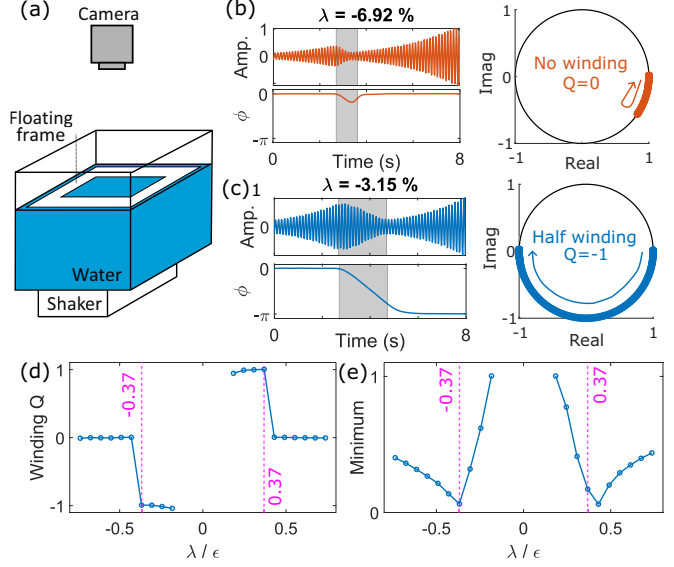 (a)
Camera
Floating
frame
Water
Shaker
(b)
λ = -6.92 %
Amp.
1
0
ϕ
0
-π
0
4
8
Time (s)
Imag
1
0
-1
-1
1
Real
No winding
Q=0
(c)
λ = -3.15 %
Amp.
1
0
ϕ
0
-π
0
4
8
Time (s)
Imag
1
0
-1
-1
1
Real
Half winding
Q=-1
(d)
Winding Q
1
0
-1
-0.37
0.37
-0.5
0
0.5
λ / ϵ
(e)
Minimum
1
0
-0.37
0.37
-0.5
0
0.5
λ / ϵ